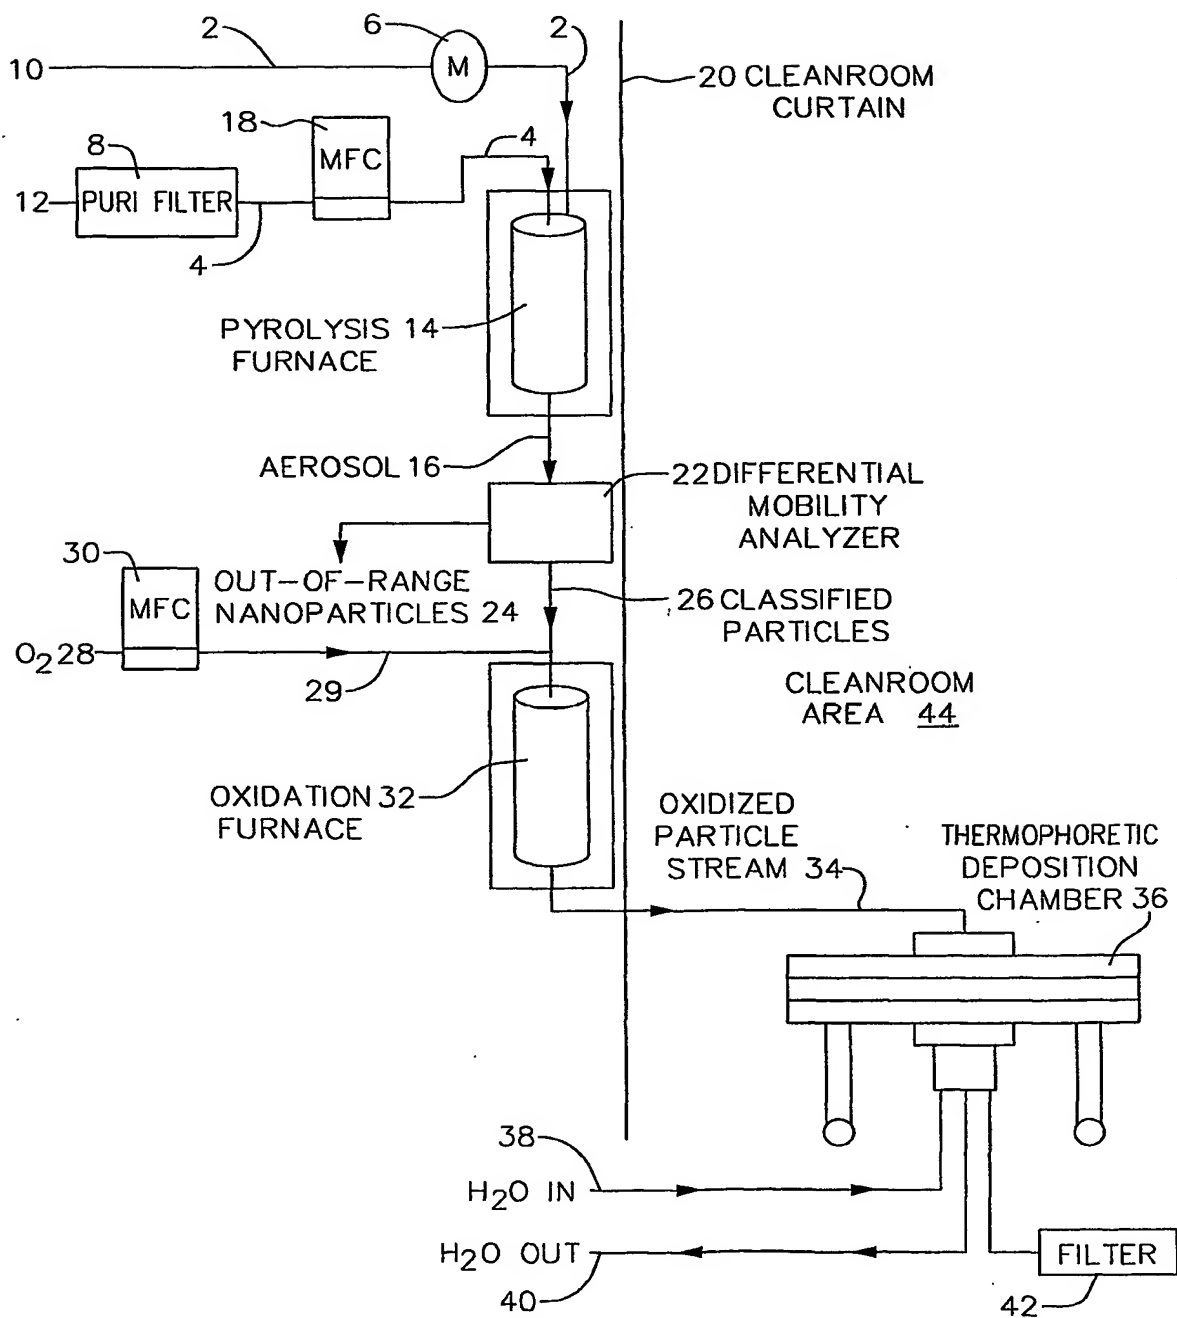 2
6
2
10
M
20 CLEANROOM
CURTAIN
18
MFC
4
8
12
PURI FILTER
4
PYROLYSIS 14
FURNACE
AEROSOL 16
22 DIFFERENTIAL
MOBILITY
ANALYZER
30
MFC
OUT-OF-RANGE
NANOPARTICLES 24
26 CLASSIFIED
PARTICLES
O2 28
29
CLEANROOM
AREA 44
OXIDATION 32
FURNACE
OXIDIZED
PARTICLE
STREAM 34
THERMOPHORETIC
DEPOSITION
CHAMBER 36
38
H2O IN
H2O OUT
40
FILTER
42